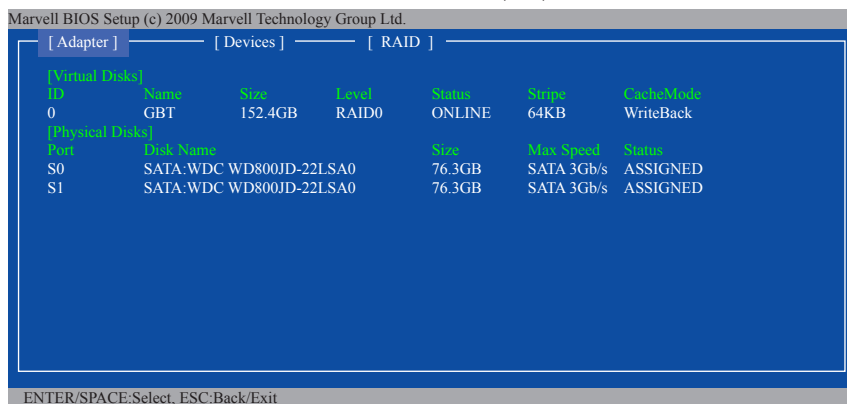 Marvell BIOS Setup (c) 2009 Marvell Technology Group Ltd.
[ Adapter ] [ Devices ] [ RAID ]
[Virtual Disks]
ID Name Size Level Status Stripe CacheMode
0 GBT 152.4GB RAID0 ONLINE 64KB WriteBack
[Physical Disks]
Port Disk Name Size Max Speed Status
S0 SATA:WDC WD800JD-22LSA0 76.3GB SATA 3Gb/s ASSIGNED
S1 SATA:WDC WD800JD-22LSA0 76.3GB SATA 3Gb/s ASSIGNED
ENTER/SPACE:Select, ESC:Back/Exit